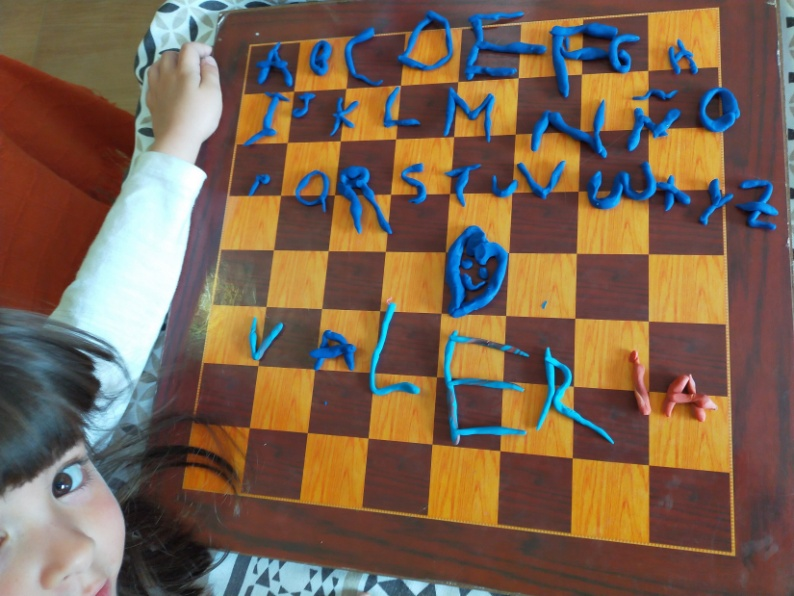 A B C D E F G H
I J K L M N Ñ O
P Q R S T U V W X Y Z
VALERIA